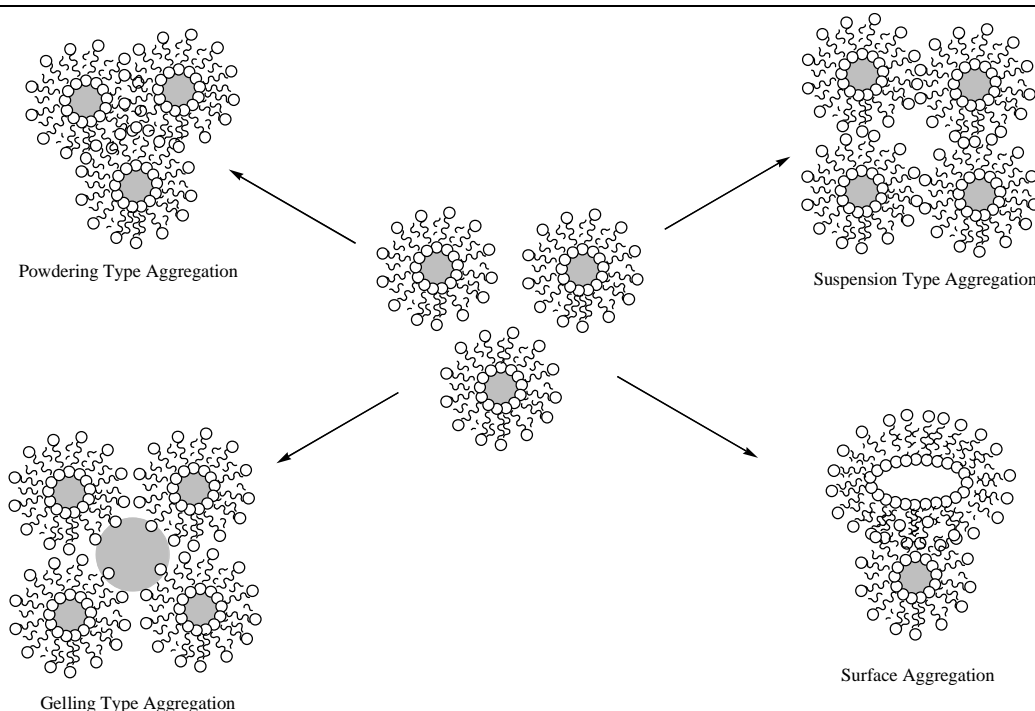 Powdering Type Aggregation
Suspension Type Aggregation
Gelling Type Aggregation
Surface Aggregation